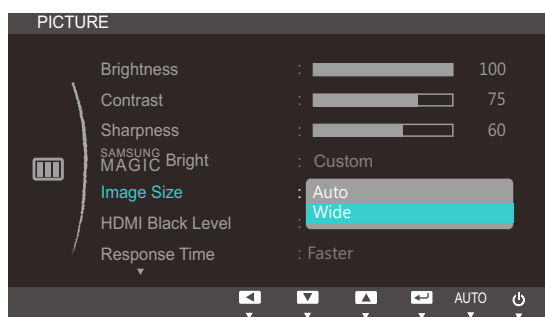 PICTURE
Brightness : 100
Contrast : 75
Sharpness : 60
SAMSUNG MAGIC Bright : Custom
Image Size : Auto
Wide
HDMI Black Level :
Response Time : Faster
AUTO